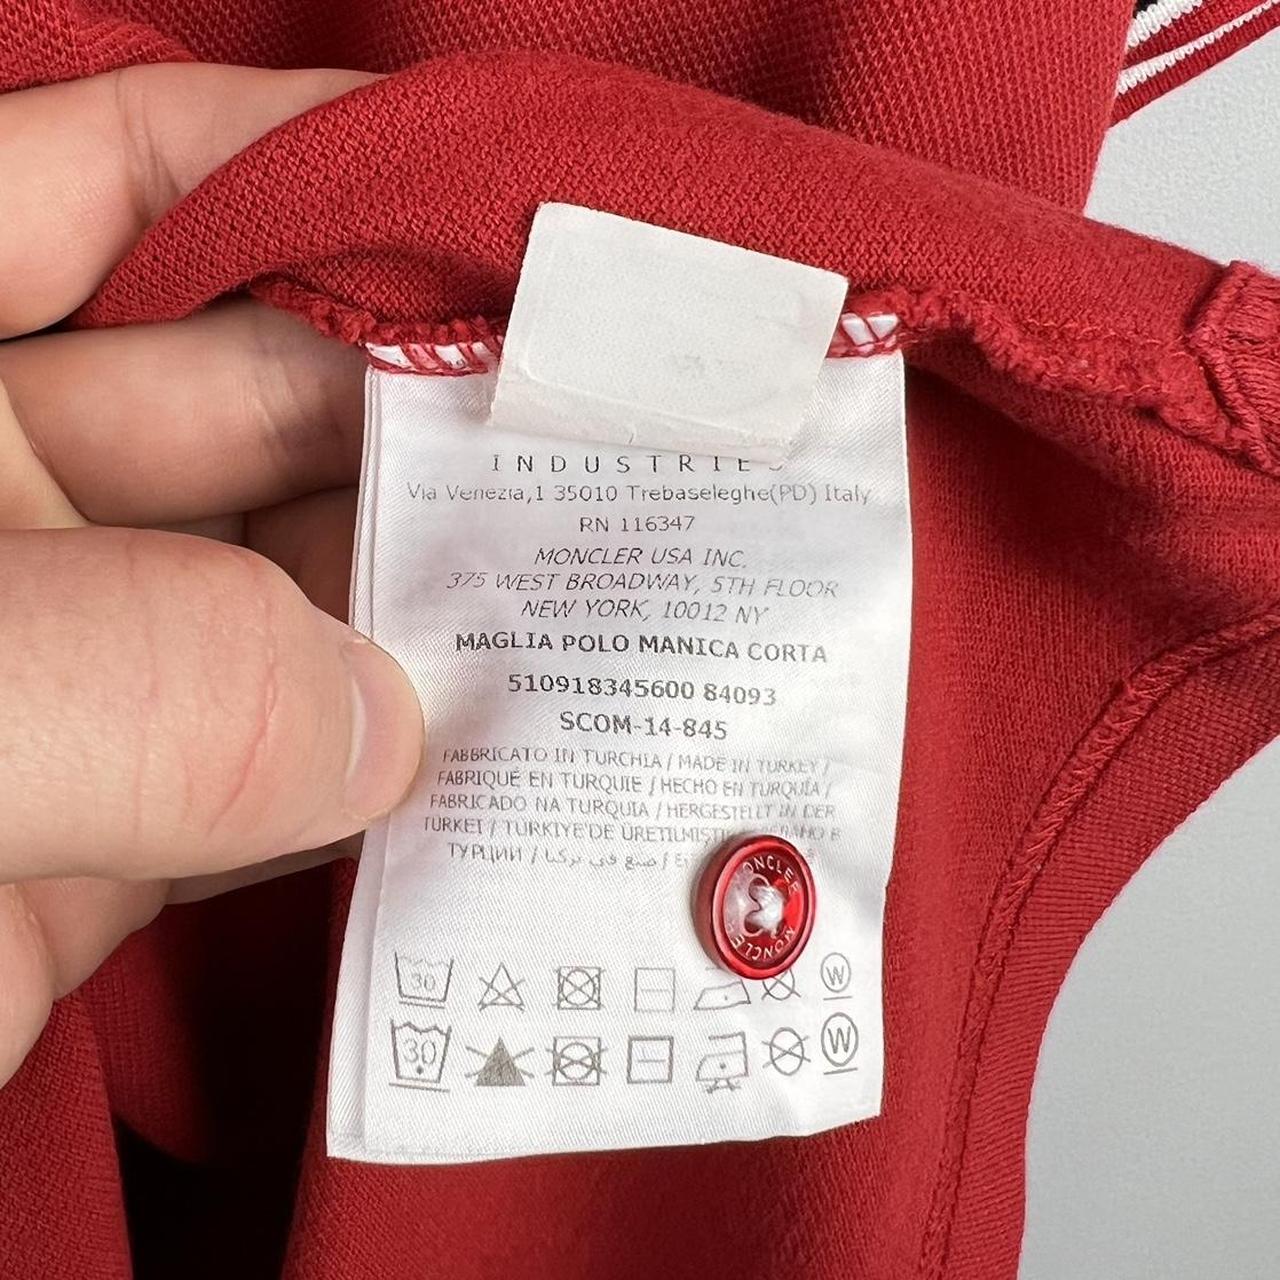 INDUSTRIES
Via Venezia,1 35010 Trebaseleghe(PD) Italy
RN 116347
MONCLER USA INC.
375 WEST BROADWAY, 5TH FLOOR
NEW YORK, 10012 NY
MAGLIA POLO MANICA CORTA
510918345600 84093
SCOM-14-845
FABBRICATO IN TURCHIA / MADE IN TURKEY /
FABRIQUÉ EN TURQUIE / HECHO EN TURQUÍA /
FABRICADO NA TURQUIA / HERGESTELLT IN DER
TURKEI / TÜRKIYE'DE ÜRETILMIŞTIR В
ТУРЦИИ / صنع في تركيا /
MONCLER
MONCLER
30 W
30 W